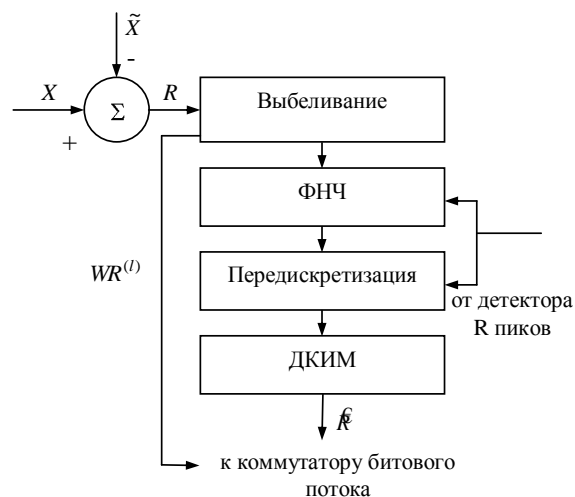 X̃
-
X
R
Σ
+
Выбеливание
ФНЧ
Передискретизация
WR⁽ˡ⁾
от детектора
R пиков
ДКИМ
к коммутатору битового
потока